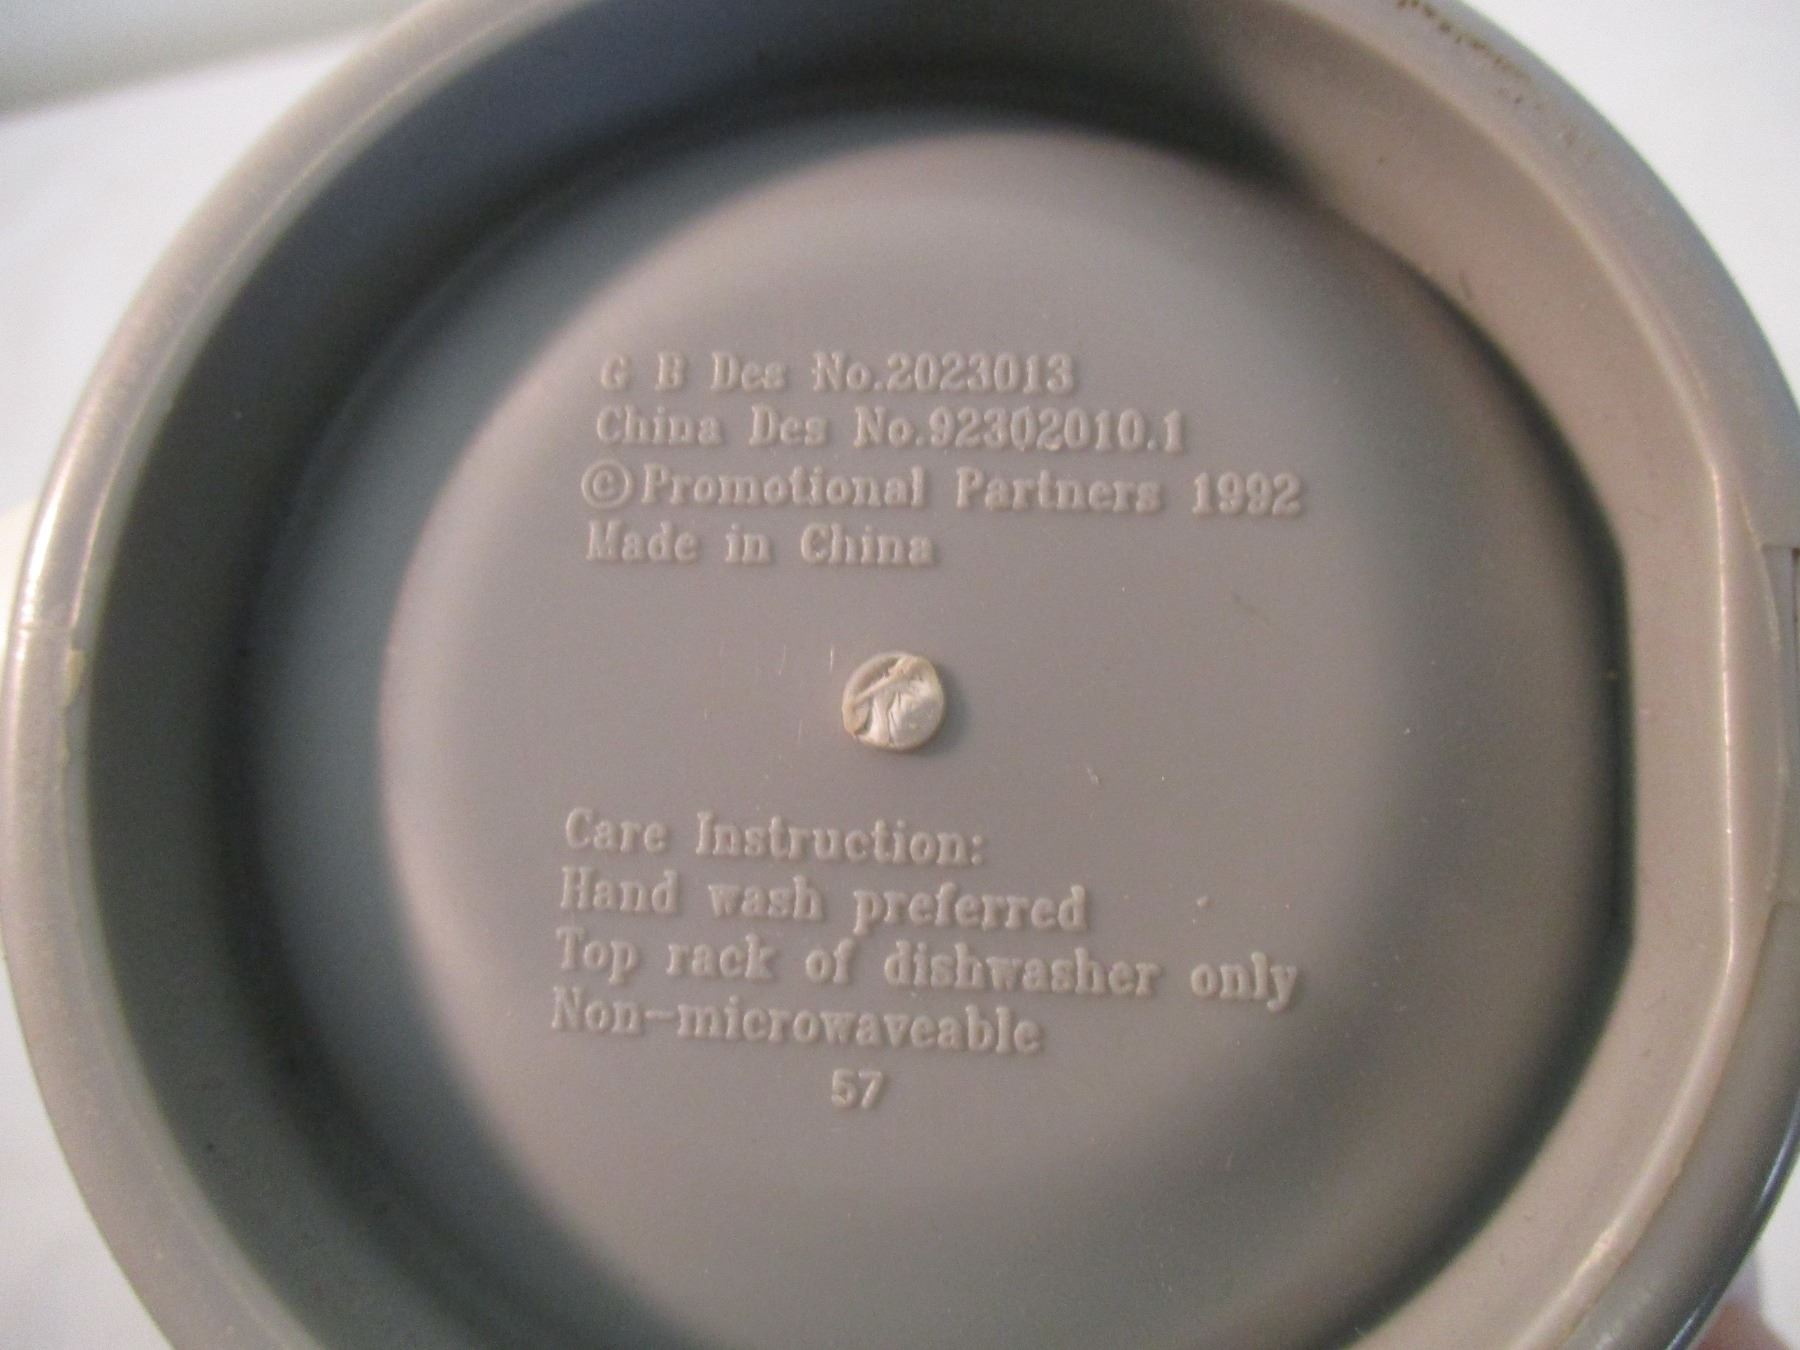 G B Des No.2023013
China Des No.92302010.1
©Promotional Partners 1992
Made in China
Care Instruction:
Hand wash preferred
Top rack of dishwasher only
Non-microwaveable
57